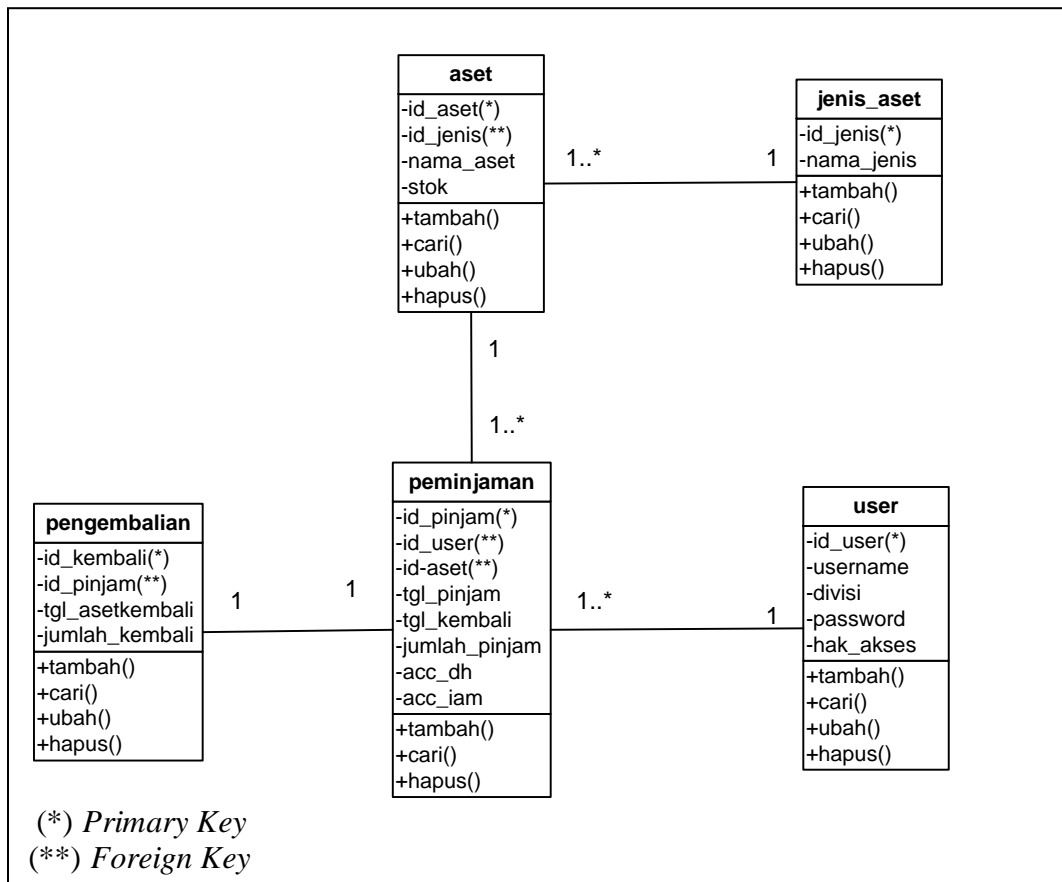 aset
-id_aset(*)
-id_jenis(**)
-nama_aset
-stok
+tambah()
+cari()
+ubah()
+hapus()
1..*
1
jenis_aset
-id_jenis(*)
-nama_jenis
+tambah()
+cari()
+ubah()
+hapus()
1
1..*
pengembalian
-id_kembali(*)
-id_pinjam(**)
-tgl_asetkembali
-jumlah_kembali
+tambah()
+cari()
+ubah()
+hapus()
1
1
peminjaman
-id_pinjam(*)
-id_user(**)
-id-aset(**)
-tgl_pinjam
-tgl_kembali
-jumlah_pinjam
-acc_dh
-acc_iam
+tambah()
+cari()
+hapus()
1..*
1
user
-id_user(*)
-username
-divisi
-password
-hak_akses
+tambah()
+cari()
+ubah()
+hapus()
(*) Primary Key
(**) Foreign Key